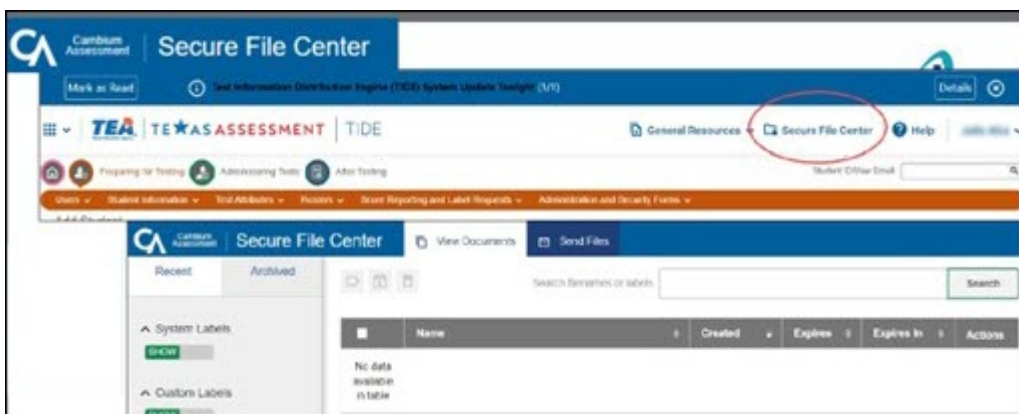 CA Cambium Assessment Secure File Center
Mark as Read Test Information Distribution Engine (TIDE) System Update Tonight (1/1) Details
TEA TEXAS ASSESSMENT TIDE General Resources Secure File Center Help
Preparing for Testing Administering Tests After Testing
Users Student Information Test Attributes Rosters Score Reporting and Label Requests Administration and Security Forms
Add Student
CA Cambium Assessment Secure File Center View Documents Send Files
Recent Archived
Search filenames or labels Search
System Labels
SHOW
Name Created Expires Expires In Actions
No data
available
in table
Custom Labels
SHOW